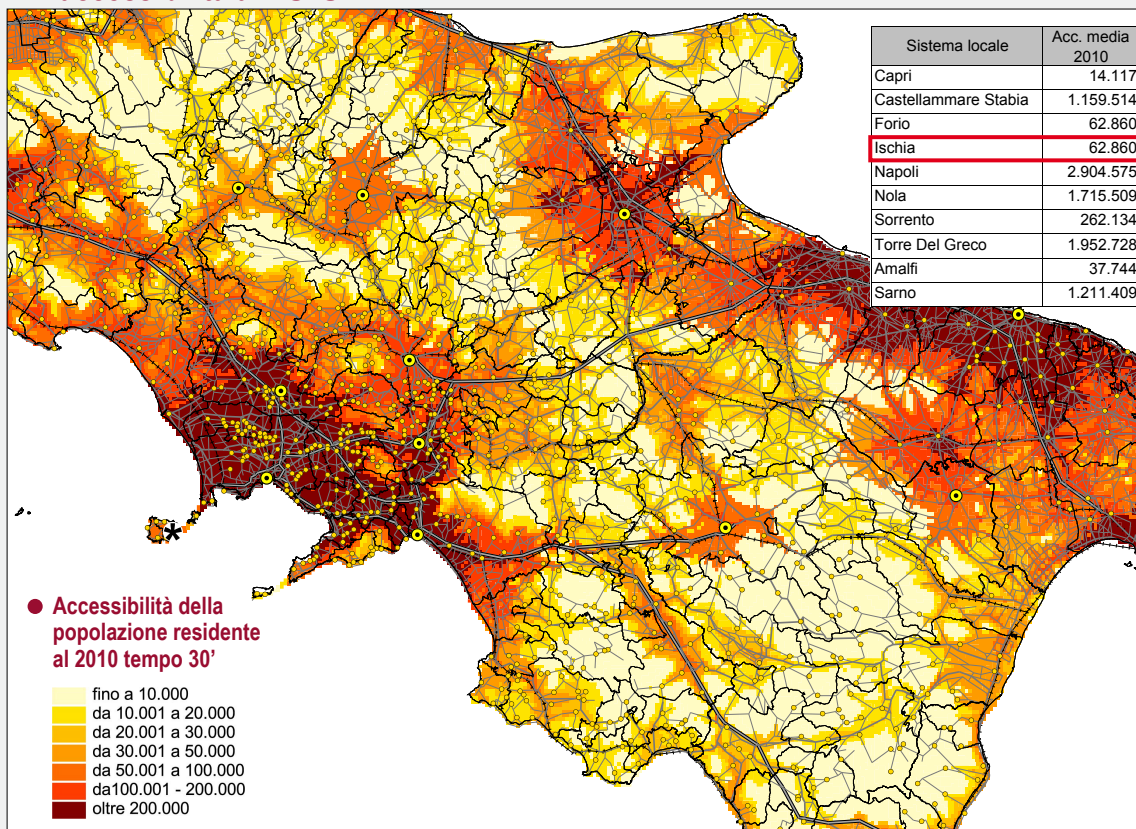 Sistema locale Acc. media 2010
Capri 14.117
Castellammare Stabia 1.159.514
Forio 62.860
Ischia 62.860
Napoli 2.904.575
Nola 1.715.509
Sorrento 262.134
Torre Del Greco 1.952.728
Amalfi 37.744
Sarno 1.211.409
*
● Accessibilità della
popolazione residente
al 2010 tempo 30’
fino a 10.000
da 10.001 a 20.000
da 20.001 a 30.000
da 30.001 a 50.000
da 50.001 a 100.000
da100.001 - 200.000
oltre 200.000